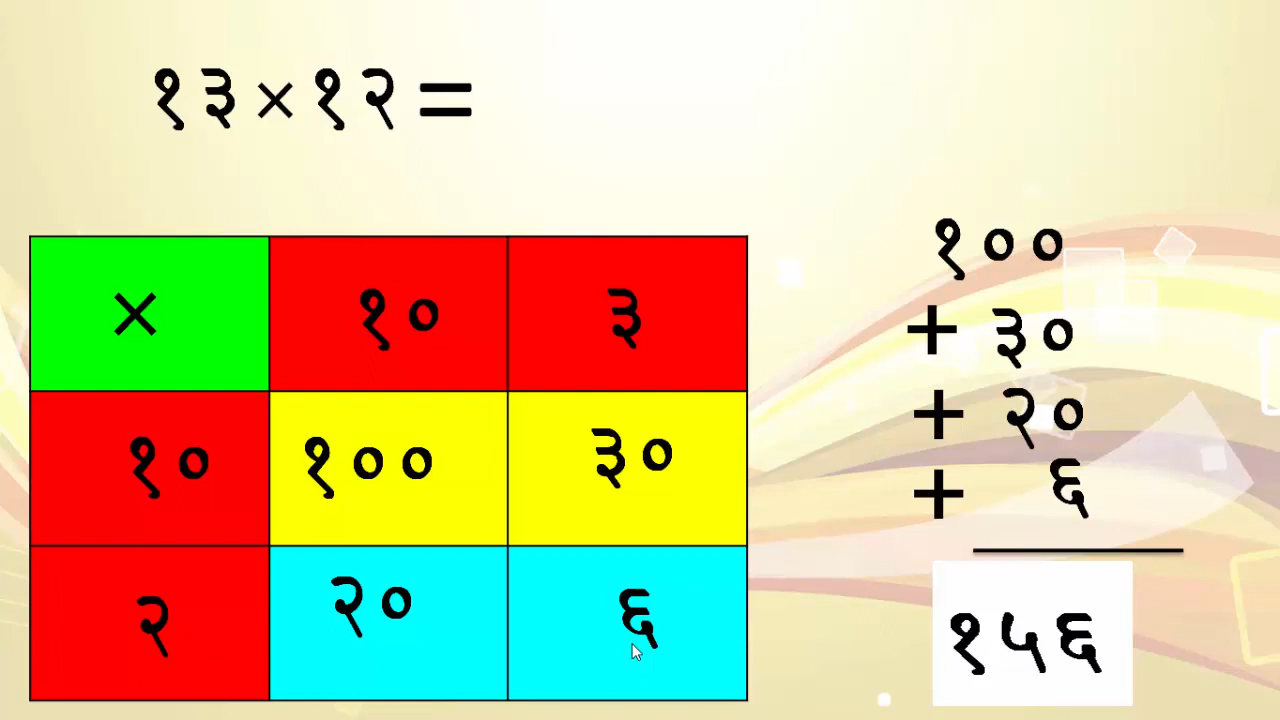 १३×१२=
× १० ३
१० १०० ३०
२ २० ६
१००
+ ३०
+ २०
+ ६
१५६